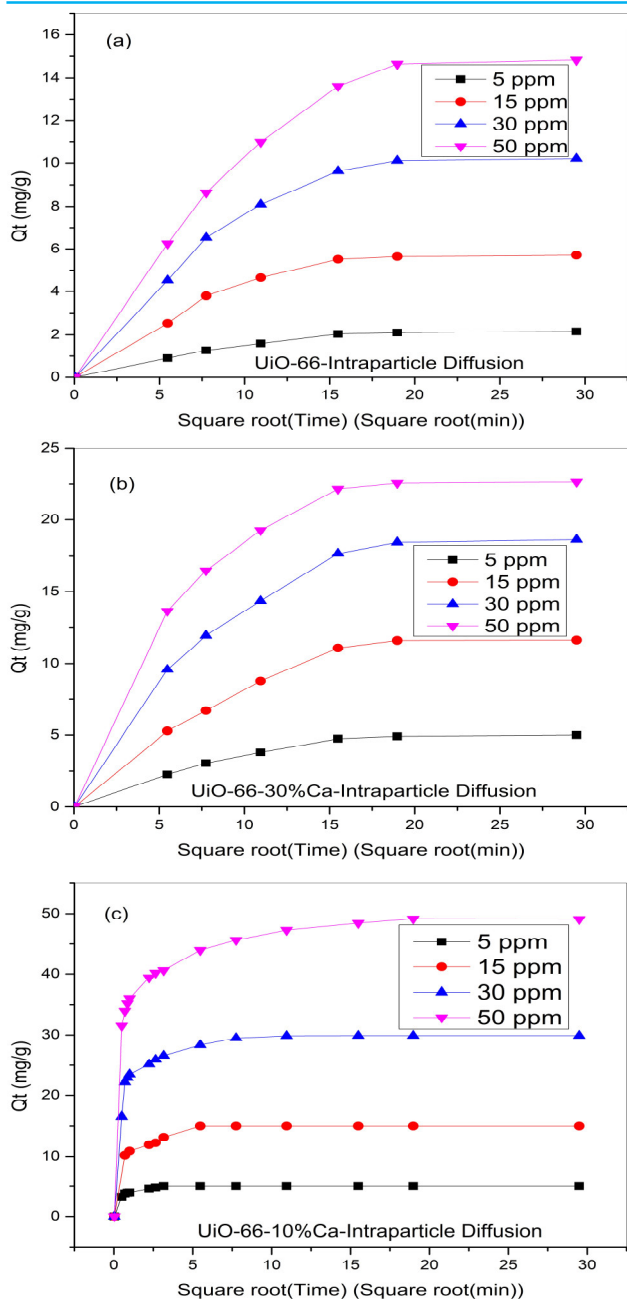 (a)
16
14
12
10
8
6
4
2
0
Qt (mg/g)
5 ppm
15 ppm
30 ppm
50 ppm
UiO-66-Intraparticle Diffusion
0 5 10 15 20 25 30
Square root(Time) (Square root(min))
25
(b)
20
15
10
5
0
Qt (mg/g)
5 ppm
15 ppm
30 ppm
50 ppm
UiO-66-30%Ca-Intraparticle Diffusion
0 5 10 15 20 25 30
Square root(Time) (Square root(min))
(c)
50
40
30
20
10
0
Qt (mg/g)
5 ppm
15 ppm
30 ppm
50 ppm
UiO-66-10%Ca-Intraparticle Diffusion
0 5 10 15 20 25 30
Square root(Time) (Square root(min))